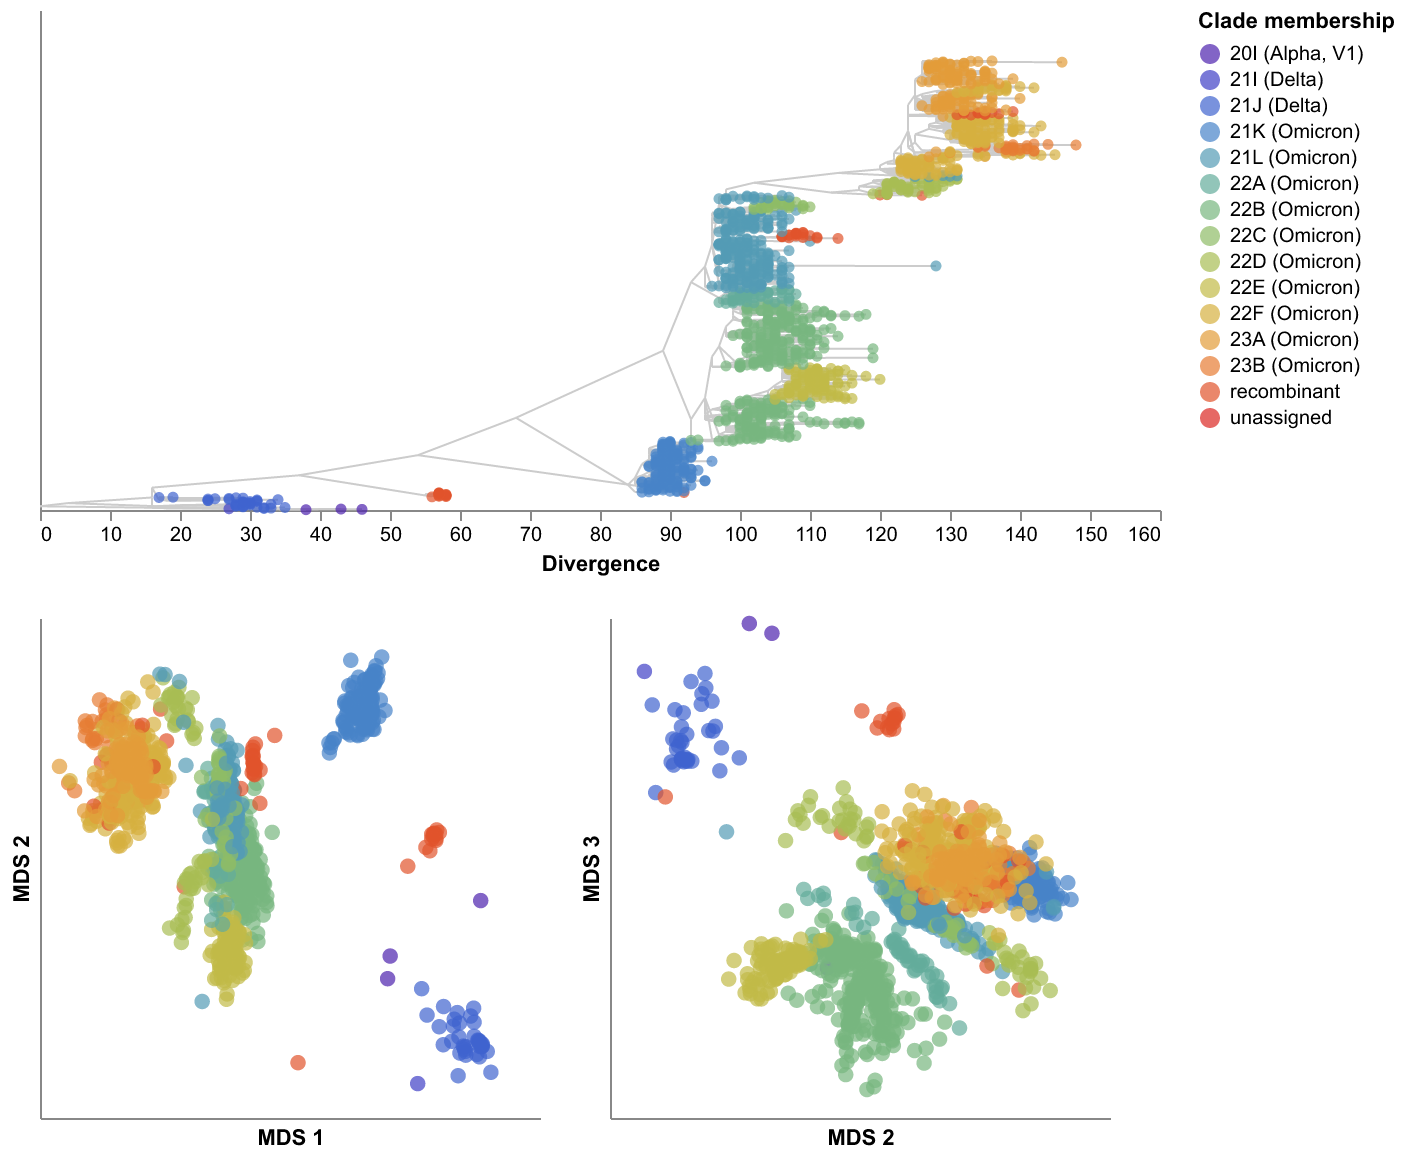 Clade membership
20I (Alpha, V1)
21I (Delta)
21J (Delta)
21K (Omicron)
21L (Omicron)
22A (Omicron)
22B (Omicron)
22C (Omicron)
22D (Omicron)
22E (Omicron)
22F (Omicron)
23A (Omicron)
23B (Omicron)
recombinant
unassigned
0 10 20 30 40 50 60 70 80 90 100 110 120 130 140 150 160
Divergence
MDS 2
MDS 1
MDS 3
MDS 2